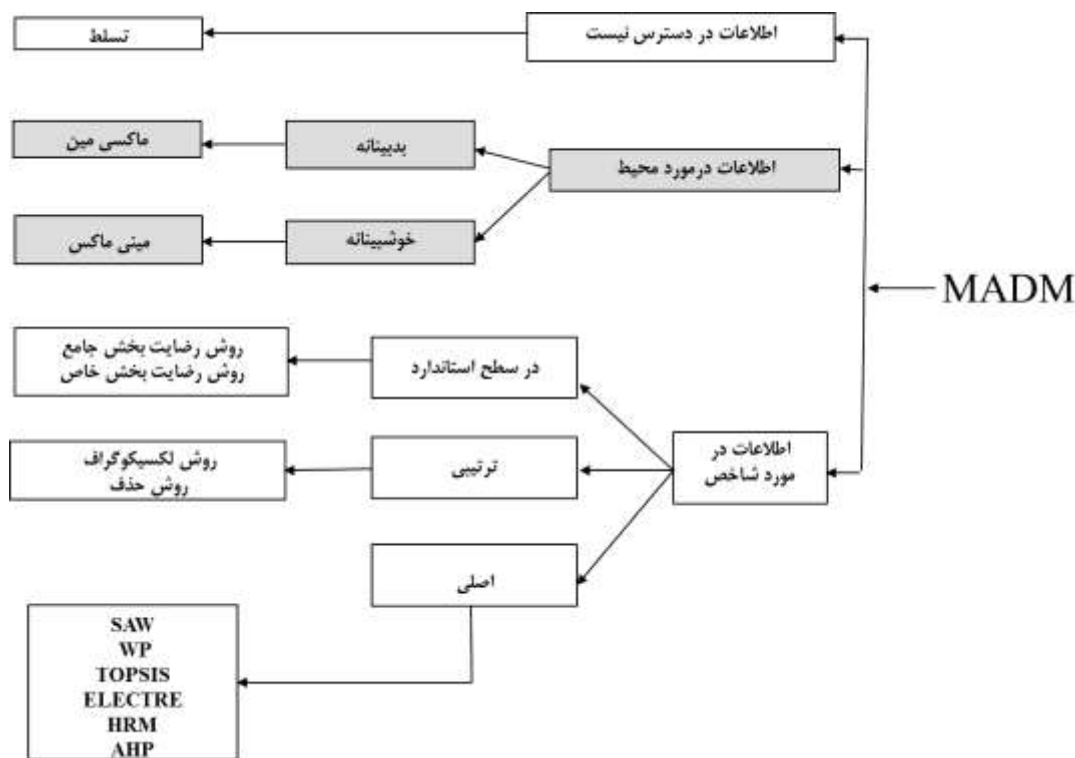 اطلاعات در دسترس نیست
تسلط
اطلاعات درمورد محیط
بدبینانه
ماکسی مین
خوشبینانه
مینی ماکس
MADM
در سطح استاندارد
روش رضایت بخش جامع
روش رضایت بخش خاص
اطلاعات در
مورد شاخص
ترتیبی
روش لکسیکوگراف
روش حذف
اصلی
SAW
WP
TOPSIS
ELECTRE
HRM
AHP